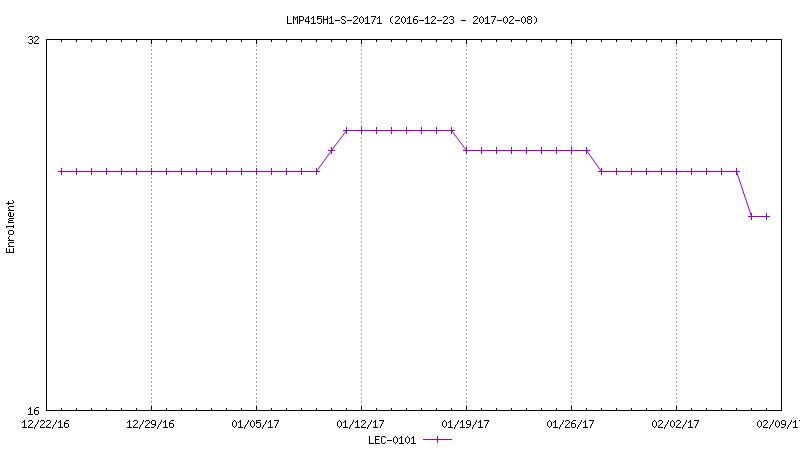 LMP415H1-S-20171 (2016-12-23 - 2017-02-08)
32
Enrolment
16
12/22/16 12/29/16 01/05/17 01/12/17 01/19/17 01/26/17 02/02/17 02/09/1
LEC-0101